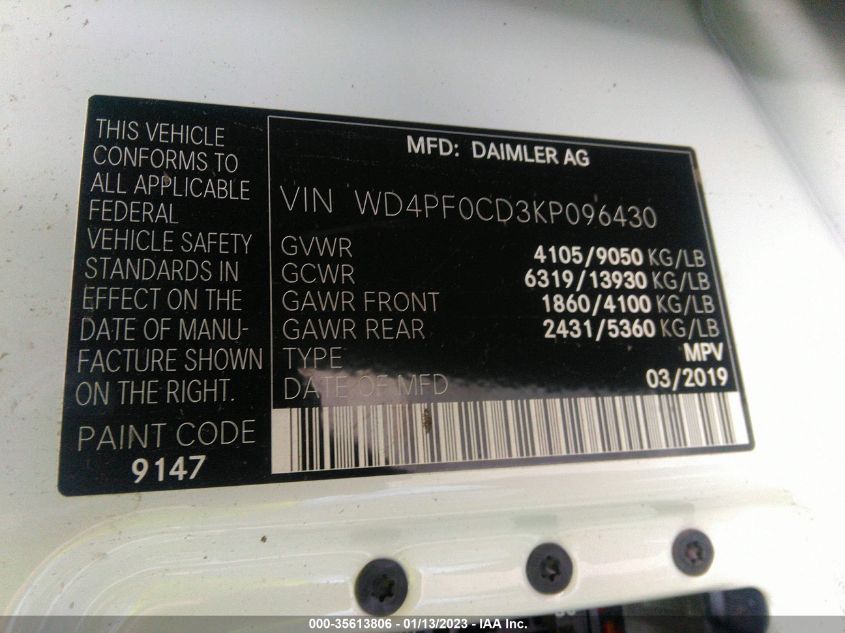 THIS VEHICLE
CONFORMS TO
ALL APPLICABLE
FEDERAL
VEHICLE SAFETY
STANDARDS IN
EFFECT ON THE
DATE OF MANU-
FACTURE SHOWN
ON THE RIGHT.
PAINT CODE
9147
MFD: DAIMLER AG
VIN WD4PF0CD3KP096430
GVWR 4105/9050 KG/LB
GCWR 6319/13930 KG/LB
GAWR FRONT 1860/4100 KG/LB
GAWR REAR 2431/5360 KG/LB
TYPE MPV
DATE OF MFD 03/2019
000-35613806 - 01/13/2023 - IAA Inc.